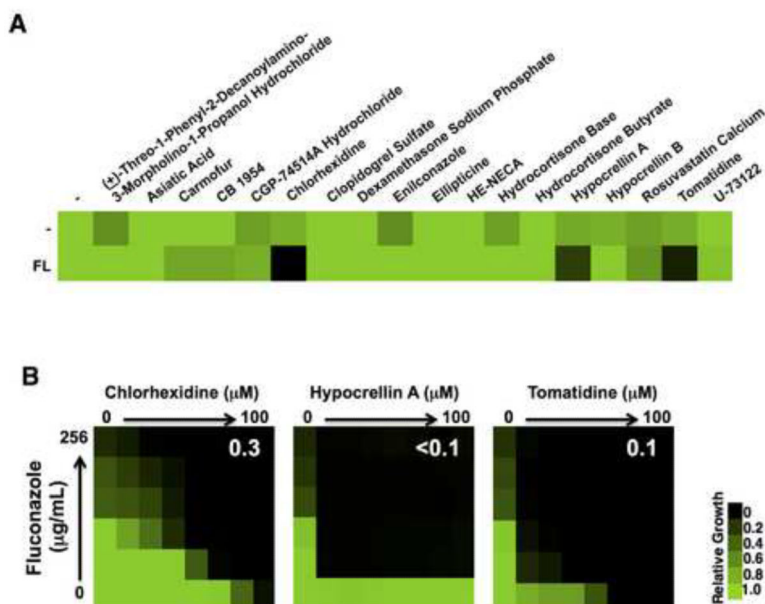 A
-
(±)-Threo-1-Phenyl-2-Decanoylamino-
3-Morpholino-1-Propanol Hydrochloride
Asiatic Acid
Carmofur
CB 1954
CGP-74514A Hydrochloride
Chlorhexidine
Clopidogrel Sulfate
Dexamethasone Sodium Phosphate
Enilconazole
Ellipticine
HE-NECA
Hydrocortisone Base
Hydrocortisone Butyrate
Hypocrellin A
Hypocrellin B
Rosuvastatin Calcium
Tomatidine
U-73122
-
FL
B
Chlorhexidine (μM)
0 100
Hypocrellin A (μM)
0 100
Tomatidine (μM)
0 100
256
0
Fluconazole
(μg/mL)
0.3
<0.1
0.1
Relative Growth
0
0.2
0.4
0.6
0.8
1.0